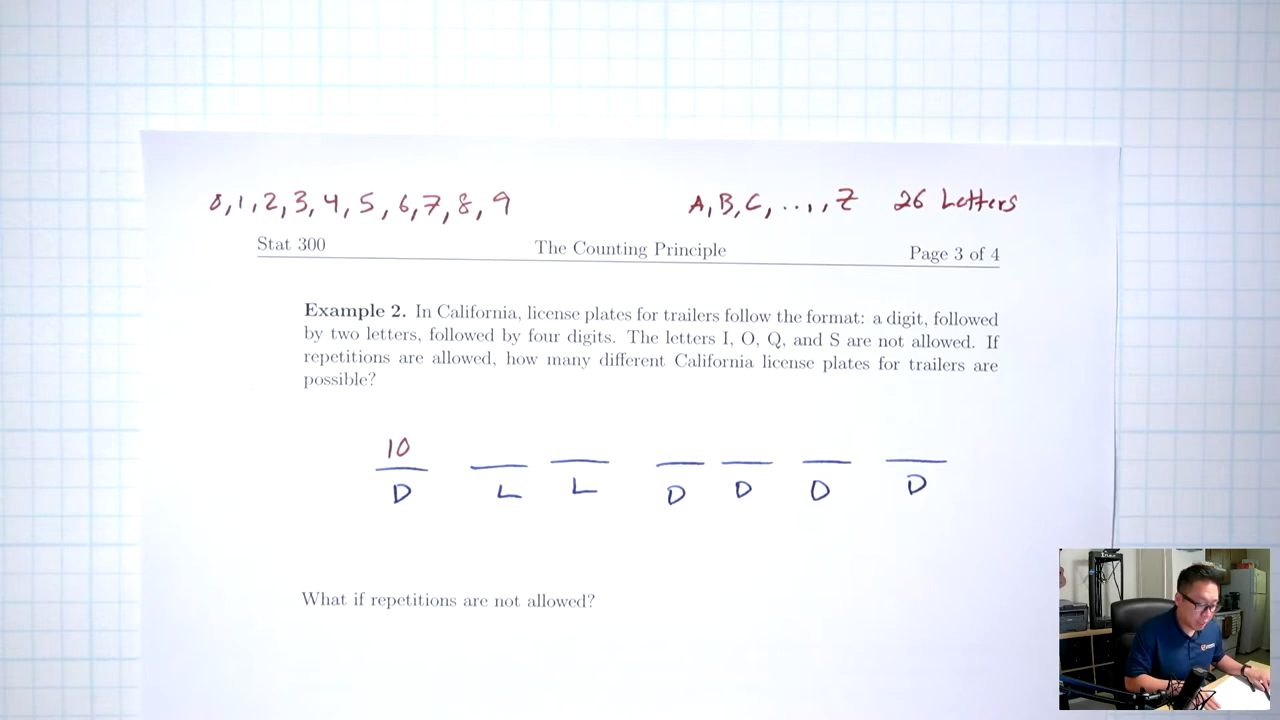 0,1,2,3,4,5,6,7,8,9 A,B,C,...,,Z 26 Letters
Stat 300 The Counting Principle Page 3 of 4
Example 2. In California, license plates for trailers follow the format: a digit, followed
by two letters, followed by four digits. The letters I, O, Q, and S are not allowed. If
repetitions are allowed, how many different California license plates for trailers are
possible?
10
D L L D D D D
What if repetitions are not allowed?